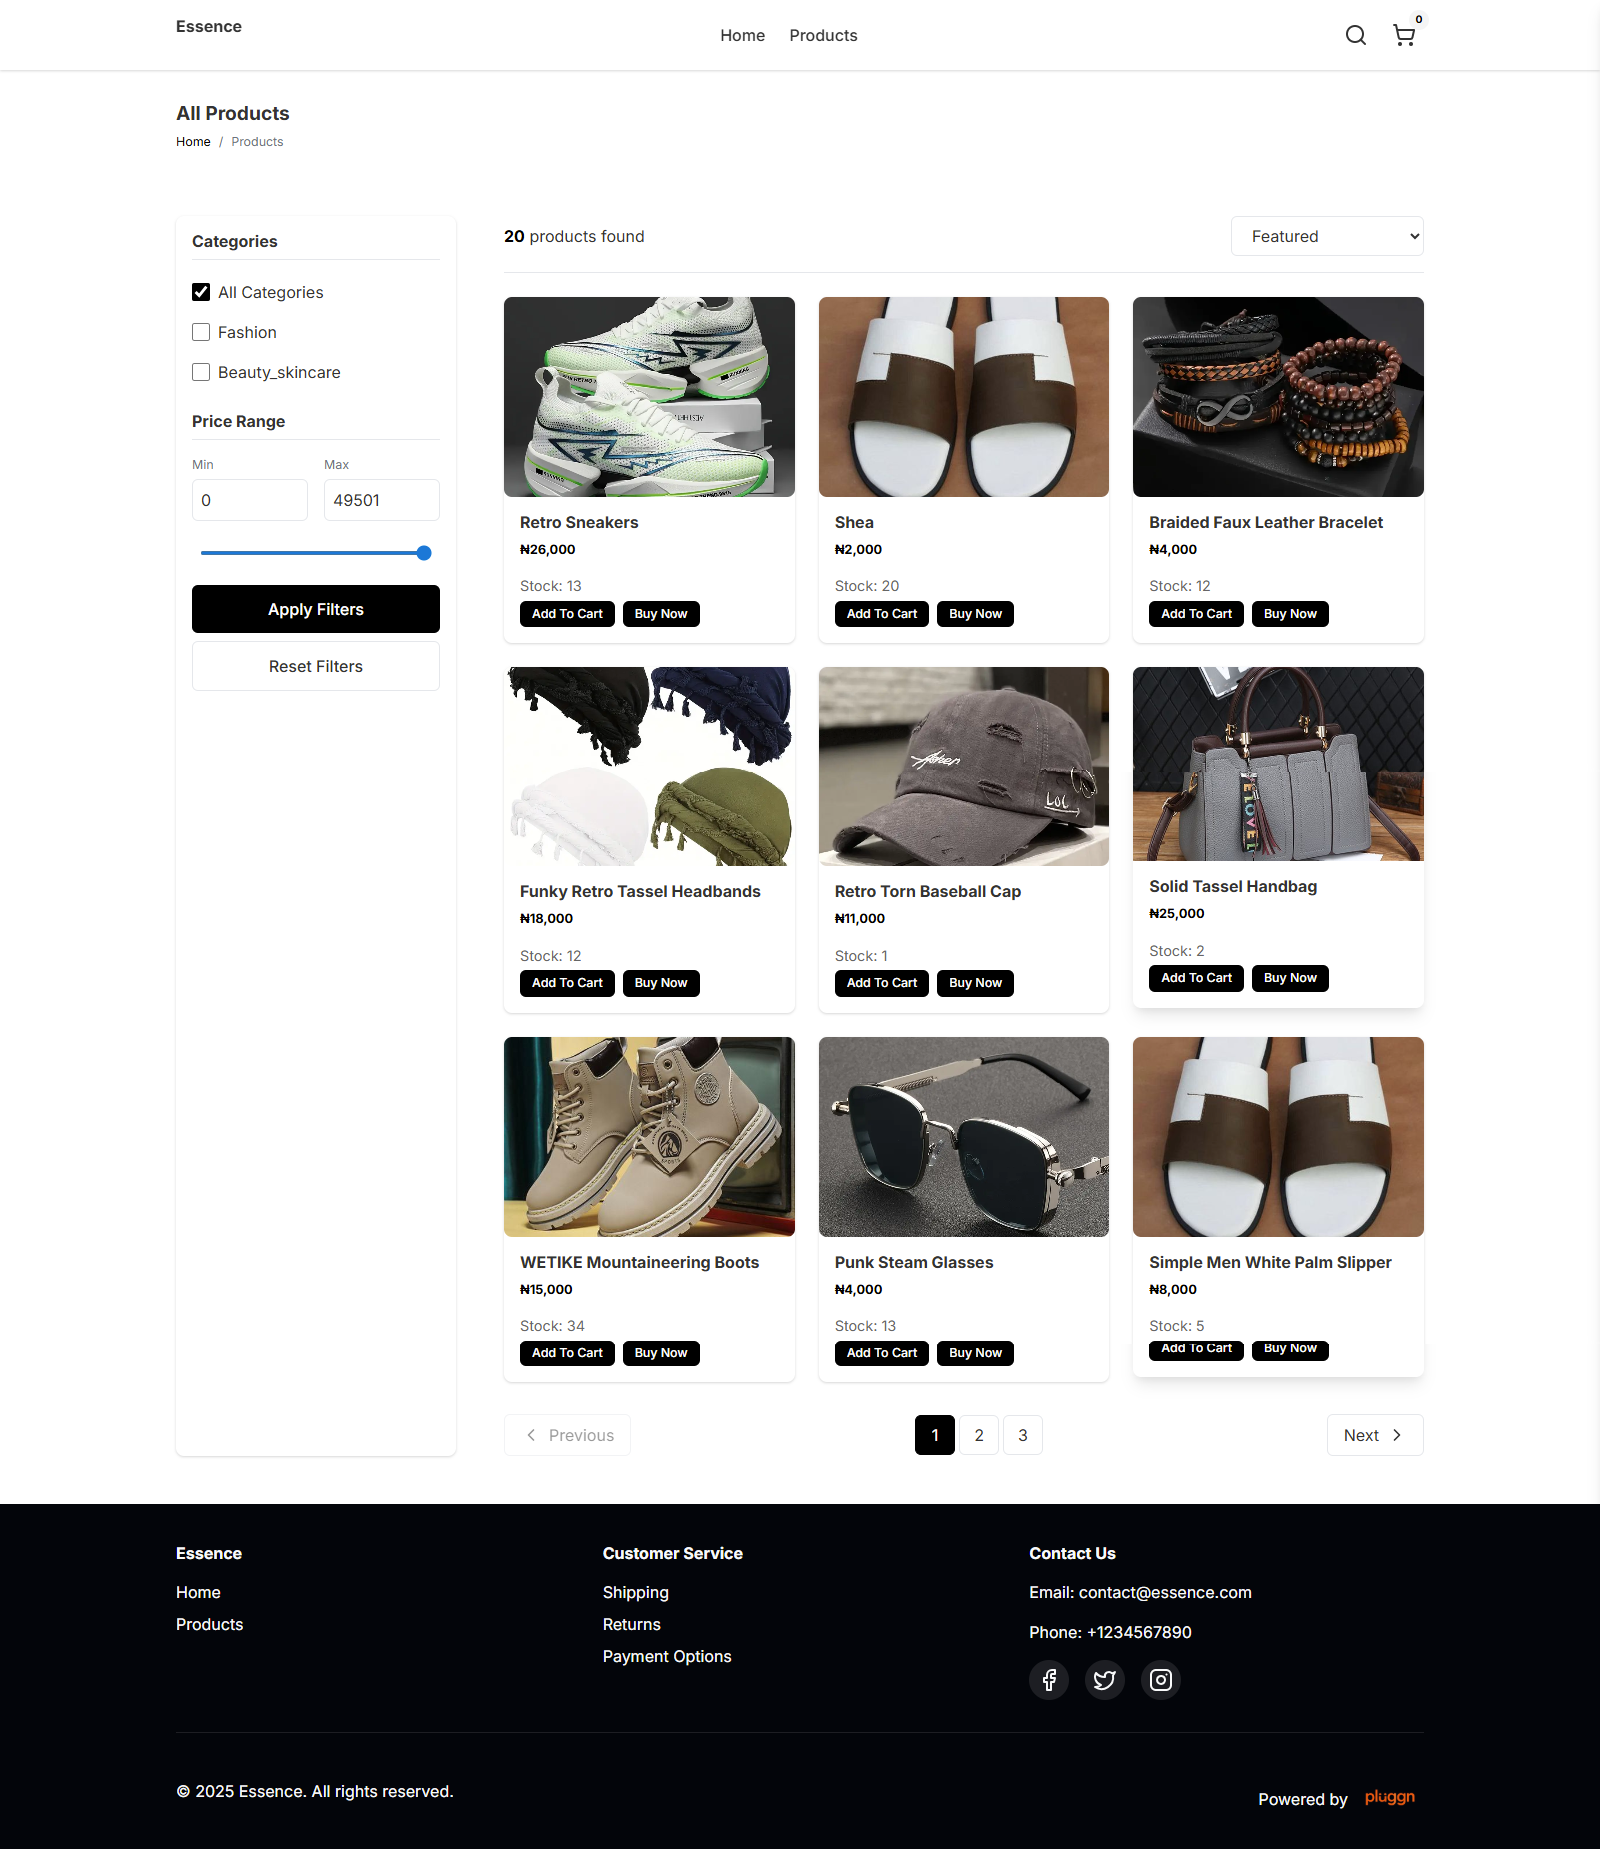 Essence
Home Products
0
All Products
Home / Products
Categories
All Categories
Fashion
Beauty_skincare
Price Range
Min Max
0 49501
Apply Filters
Reset Filters
20 products found
Featured
Retro Sneakers
₦26,000
Stock: 13
Add To Cart Buy Now
Shea
₦2,000
Stock: 20
Add To Cart Buy Now
Braided Faux Leather Bracelet
₦4,000
Stock: 12
Add To Cart Buy Now
Funky Retro Tassel Headbands
₦18,000
Stock: 12
Add To Cart Buy Now
LOL
Retro Torn Baseball Cap
₦11,000
Stock: 1
Add To Cart Buy Now
Solid Tassel Handbag
₦25,000
Stock: 2
Add To Cart Buy Now
WETIKE Mountaineering Boots
₦15,000
Stock: 34
Add To Cart Buy Now
Punk Steam Glasses
₦4,000
Stock: 13
Add To Cart Buy Now
Simple Men White Palm Slipper
₦8,000
Stock: 5
Add To Cart Buy Now
Previous 1 2 3 Next
Essence
Home
Products
Customer Service
Shipping
Returns
Payment Options
Contact Us
Email: contact@essence.com
Phone: +1234567890
© 2025 Essence. All rights reserved.
Powered by pluggn